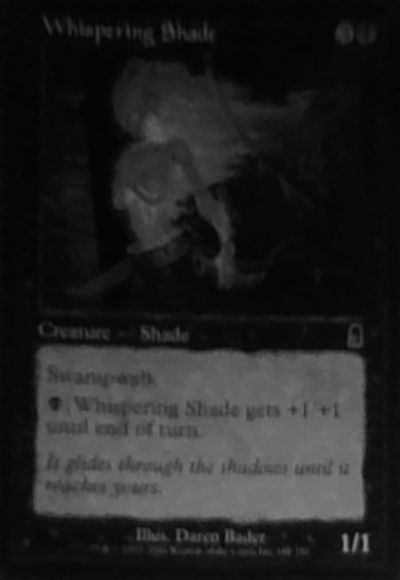 Whispering Shade
Creature — Shade
Swampwalk
: Whispering Shade gets +1/+1
until end of turn.
It glides through the shadows until it
reaches yours.
Illus. Daren Bader
1/1